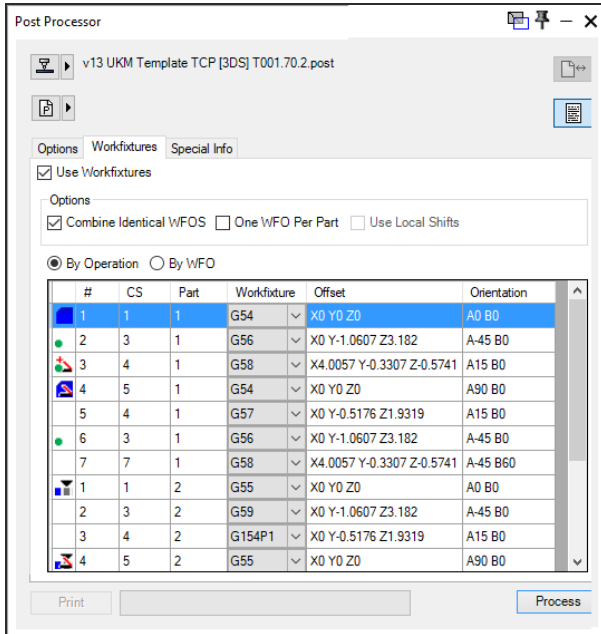 Post Processor
v13 UKM Template TCP [3DS] T001.70.2.post
Options Workfixtures Special Info
Use Workfixtures
Options
Combine Identical WFOS One WFO Per Part Use Local Shifts
By Operation By WFO
# CS Part Workfixture Offset Orientation
1 1 1 G54 X0 Y0 Z0 A0 B0
2 3 1 G56 X0 Y-1.0607 Z3.182 A-45 B0
3 4 1 G58 X4.0057 Y-0.3307 Z-0.5741 A15 B0
4 5 1 G54 X0 Y0 Z0 A90 B0
5 4 1 G57 X0 Y-0.5176 Z1.9319 A15 B0
6 3 1 G56 X0 Y-1.0607 Z3.182 A-45 B0
7 7 1 G58 X4.0057 Y-0.3307 Z-0.5741 A-45 B60
1 1 2 G55 X0 Y0 Z0 A0 B0
2 3 2 G59 X0 Y-1.0607 Z3.182 A-45 B0
3 4 2 G154P1 X0 Y-0.5176 Z1.9319 A15 B0
4 5 2 G55 X0 Y0 Z0 A90 B0
Print Process